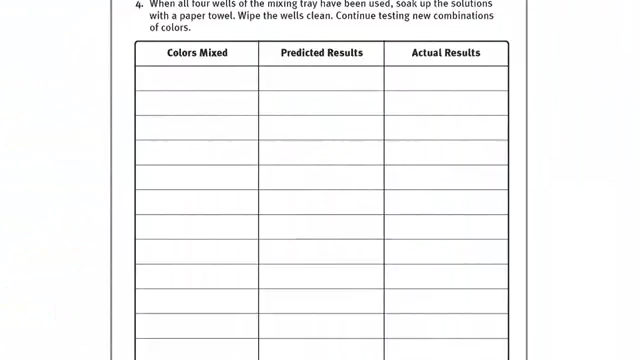 4. When all four wells of the mixing tray have been used, soak up the solutions
with a paper towel. Wipe the wells clean. Continue testing new combinations
of colors.
Colors Mixed Predicted Results Actual Results